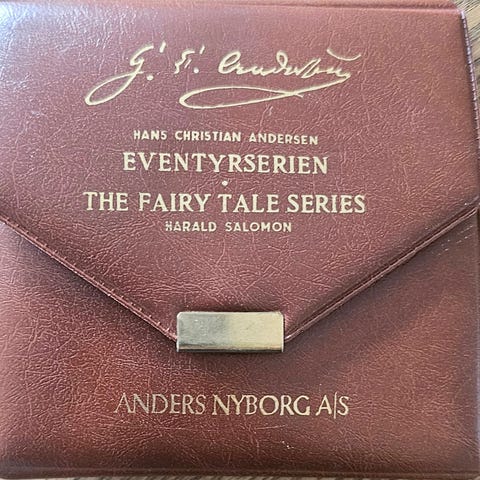 HANS CHRISTIAN ANDERSEN
EVENTYRSERIEN
•
THE FAIRY TALE SERIES
HARALD SALOMON
ANDERS NYBORG A|S